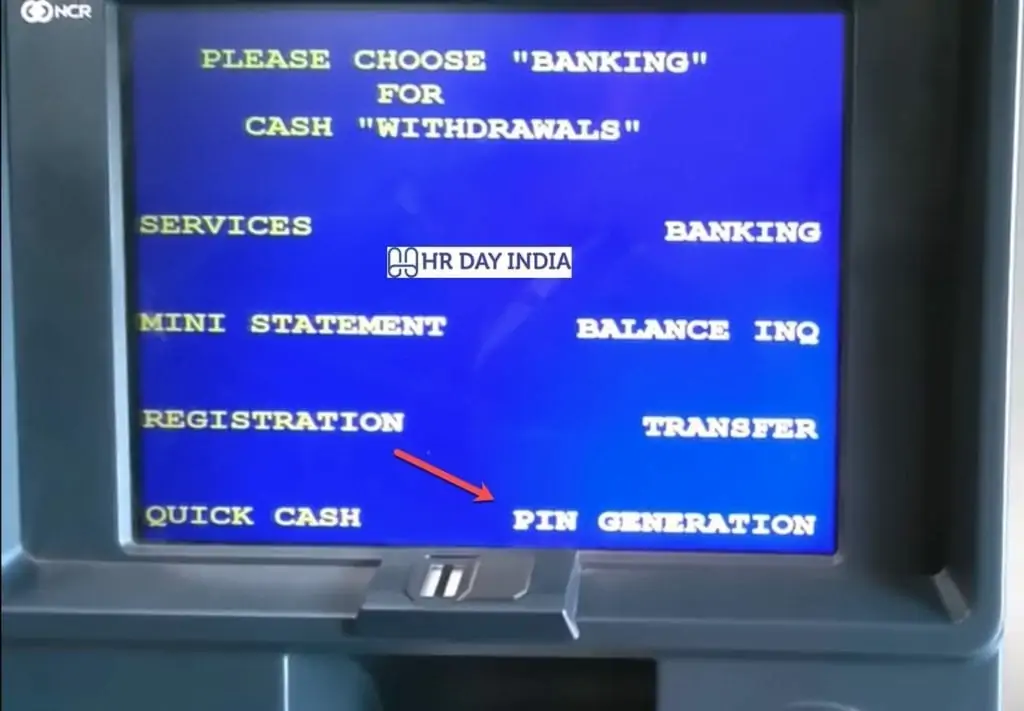 NCR
PLEASE CHOOSE "BANKING"
FOR
CASH "WITHDRAWALS"
SERVICES
BANKING
HR DAY INDIA
MINI STATEMENT
BALANCE INQ
REGISTRATION
TRANSFER
QUICK CASH
PIN GENERATION